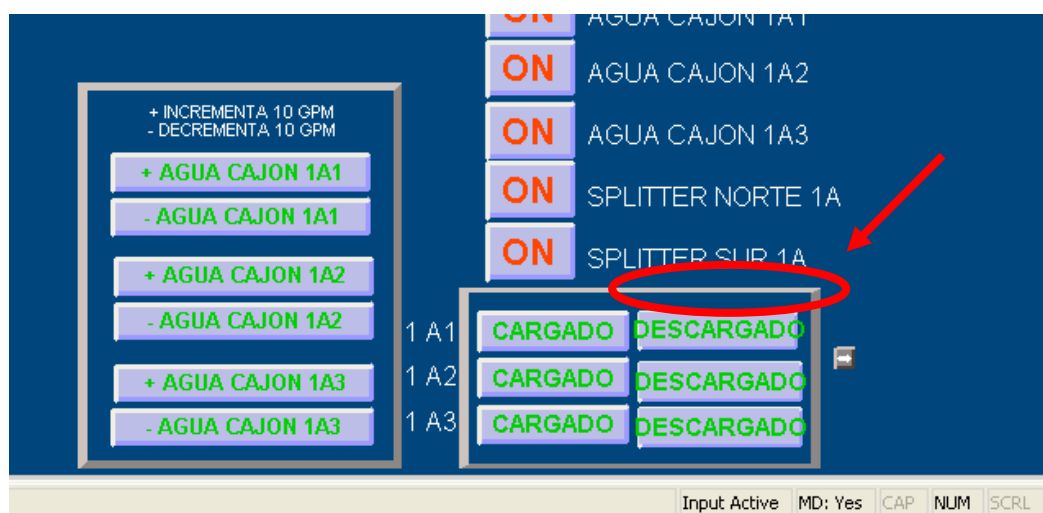 ON AGUA CAJON 1A1
ON AGUA CAJON 1A2
ON AGUA CAJON 1A3
ON SPLITTER NORTE 1A
ON SPLITTER SUR 1A
+ INCREMENTA 10 GPM
- DECREMENTA 10 GPM
+ AGUA CAJON 1A1
- AGUA CAJON 1A1
+ AGUA CAJON 1A2
- AGUA CAJON 1A2
+ AGUA CAJON 1A3
- AGUA CAJON 1A3
1 A1 CARGADO DESCARGADO
1 A2 CARGADO DESCARGADO
1 A3 CARGADO DESCARGADO
Input Active MD: Yes CAP NUM SCRL